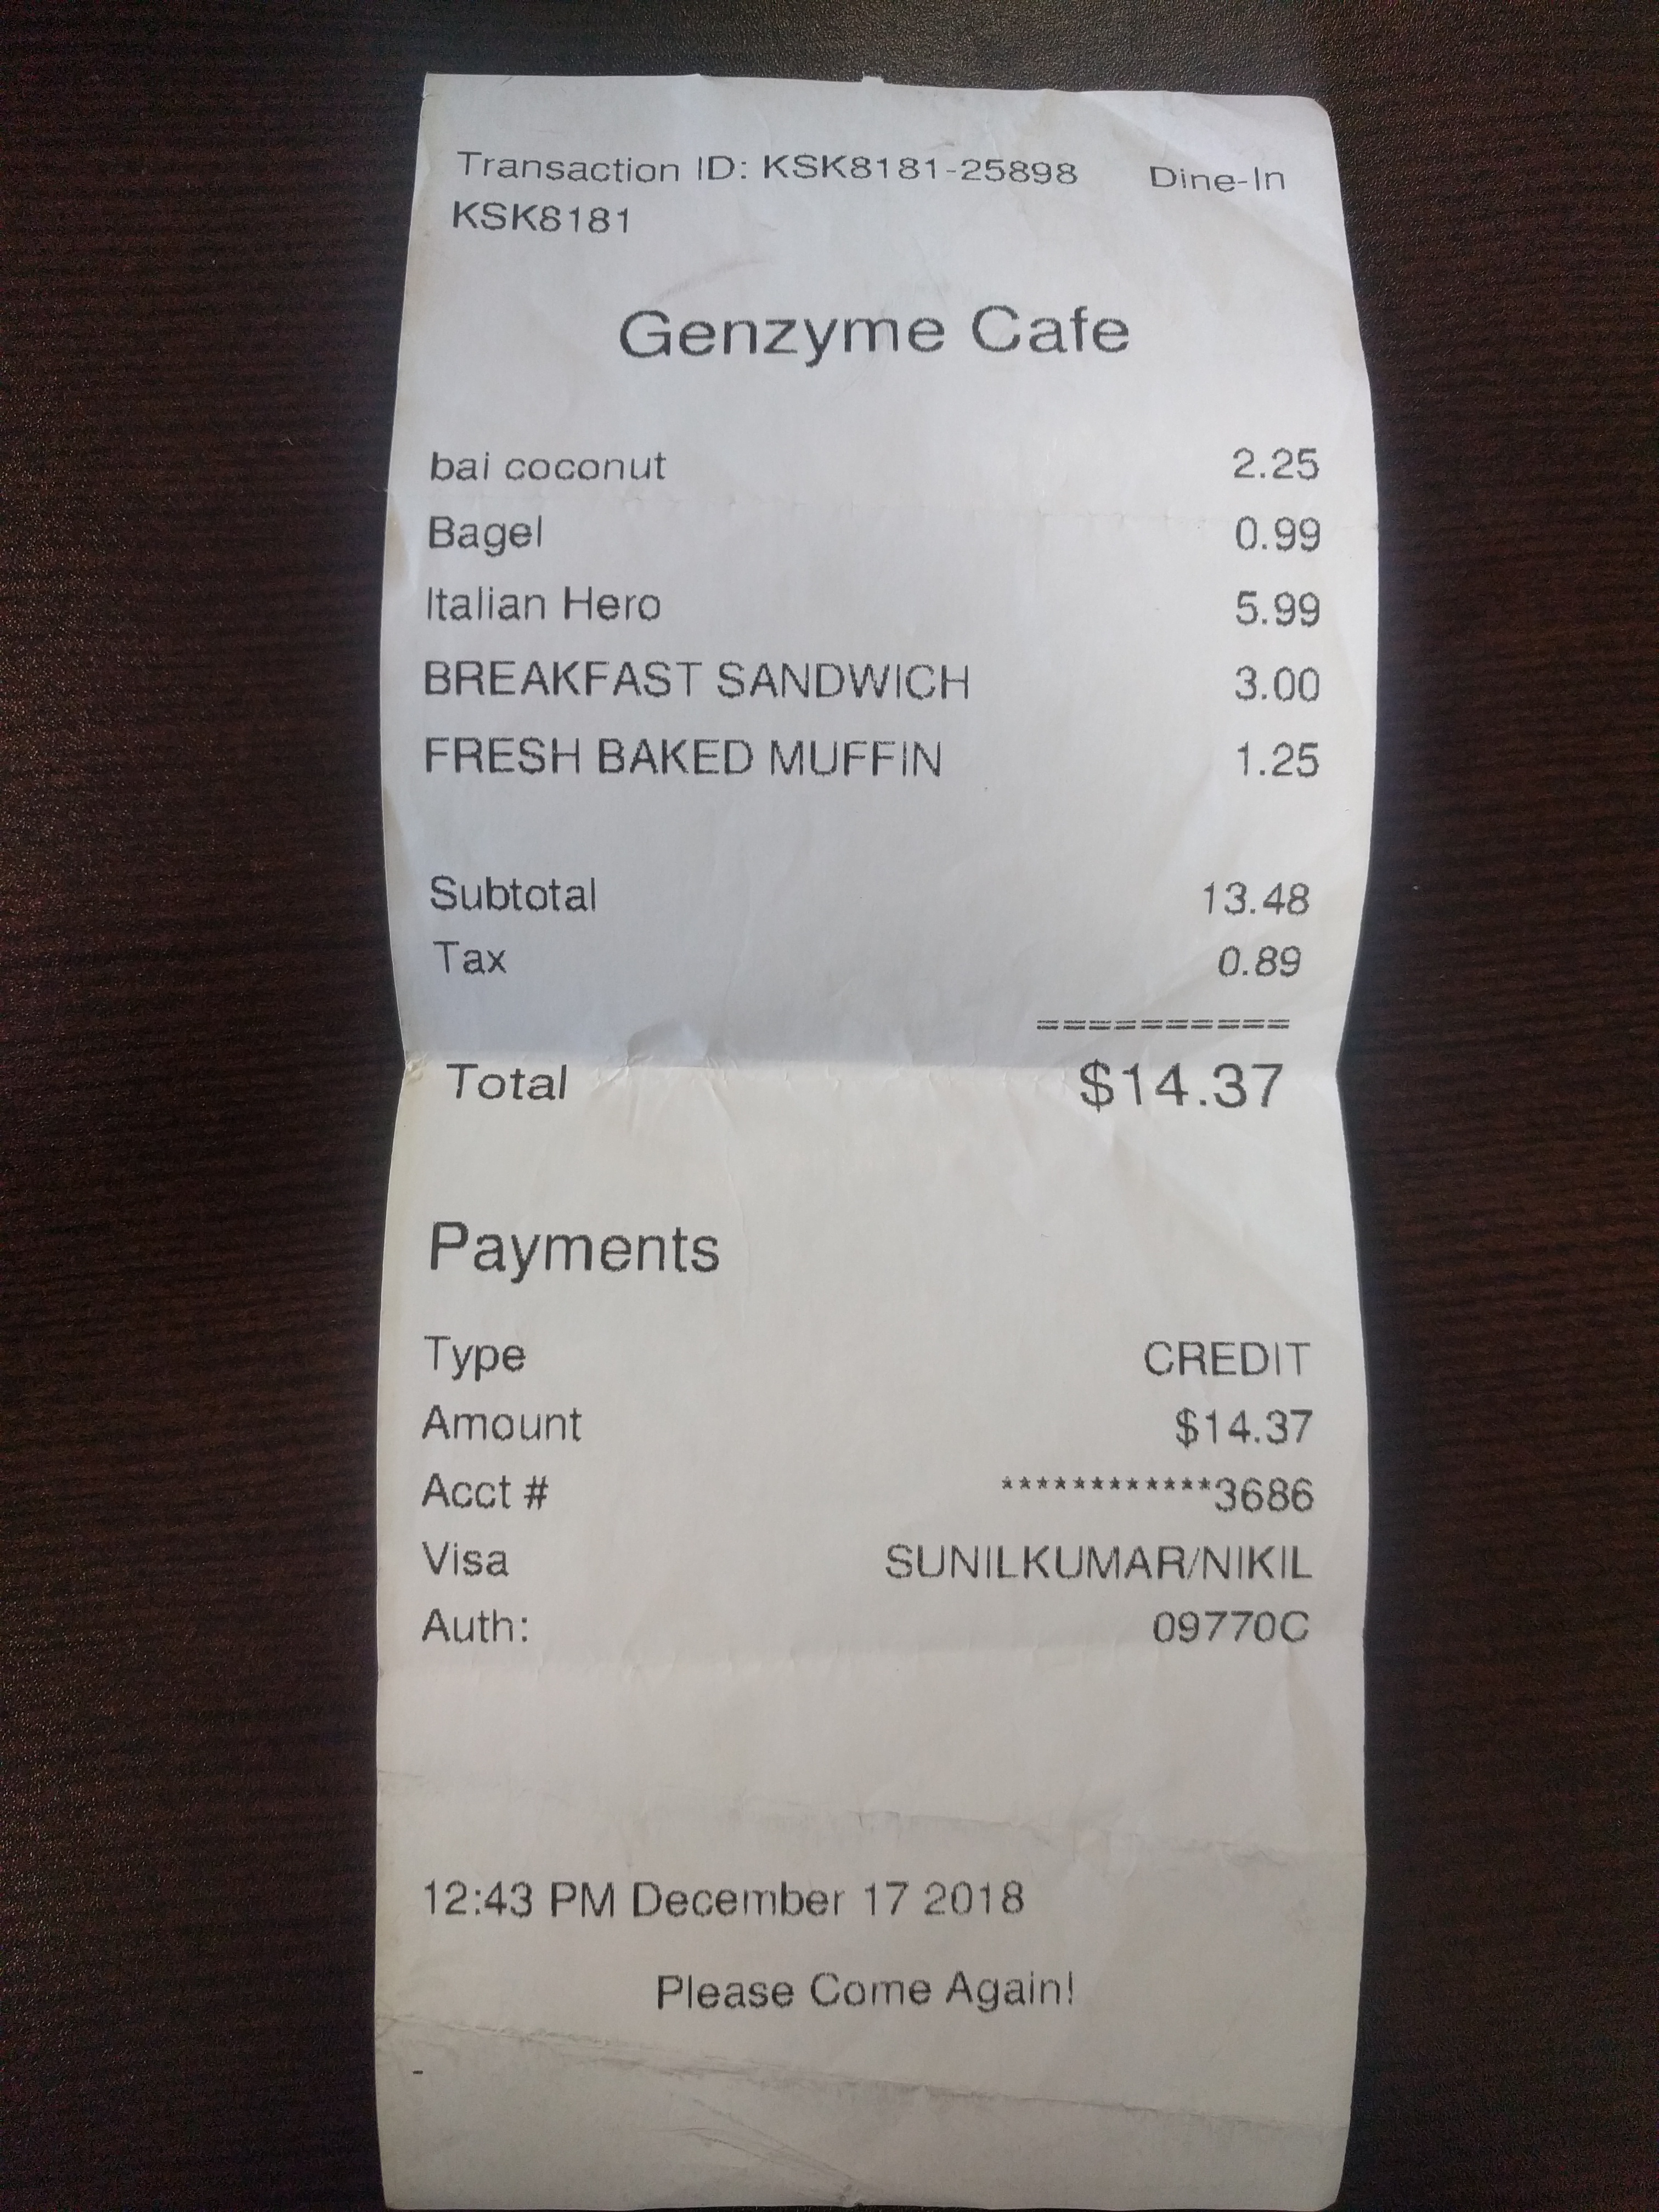 Transaction ID: KSK8181-25898 Dine-In
KSK8181
Genzyme Cafe
bai coconut 2.25
Bagel 0.99
Italian Hero 5.99
BREAKFAST SANDWICH 3.00
FRESH BAKED MUFFIN 1.25
Subtotal 13.48
Tax 0.89
==========
Total $14.37
Payments
Type CREDIT
Amount $14.37
Acct # ************3686
Visa SUNILKUMAR/NIKIL
Auth: 09770C
12:43 PM December 17 2018
Please Come Again!
-